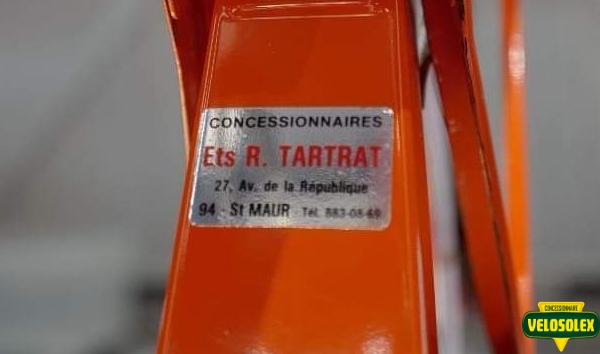 CONCESSIONNAIRES
Ets R. TARTRAT
27, Av. de la République
94 - St MAUR - Tél. 883-08-69
CONCESSIONNAIRE
VELOSOLEX